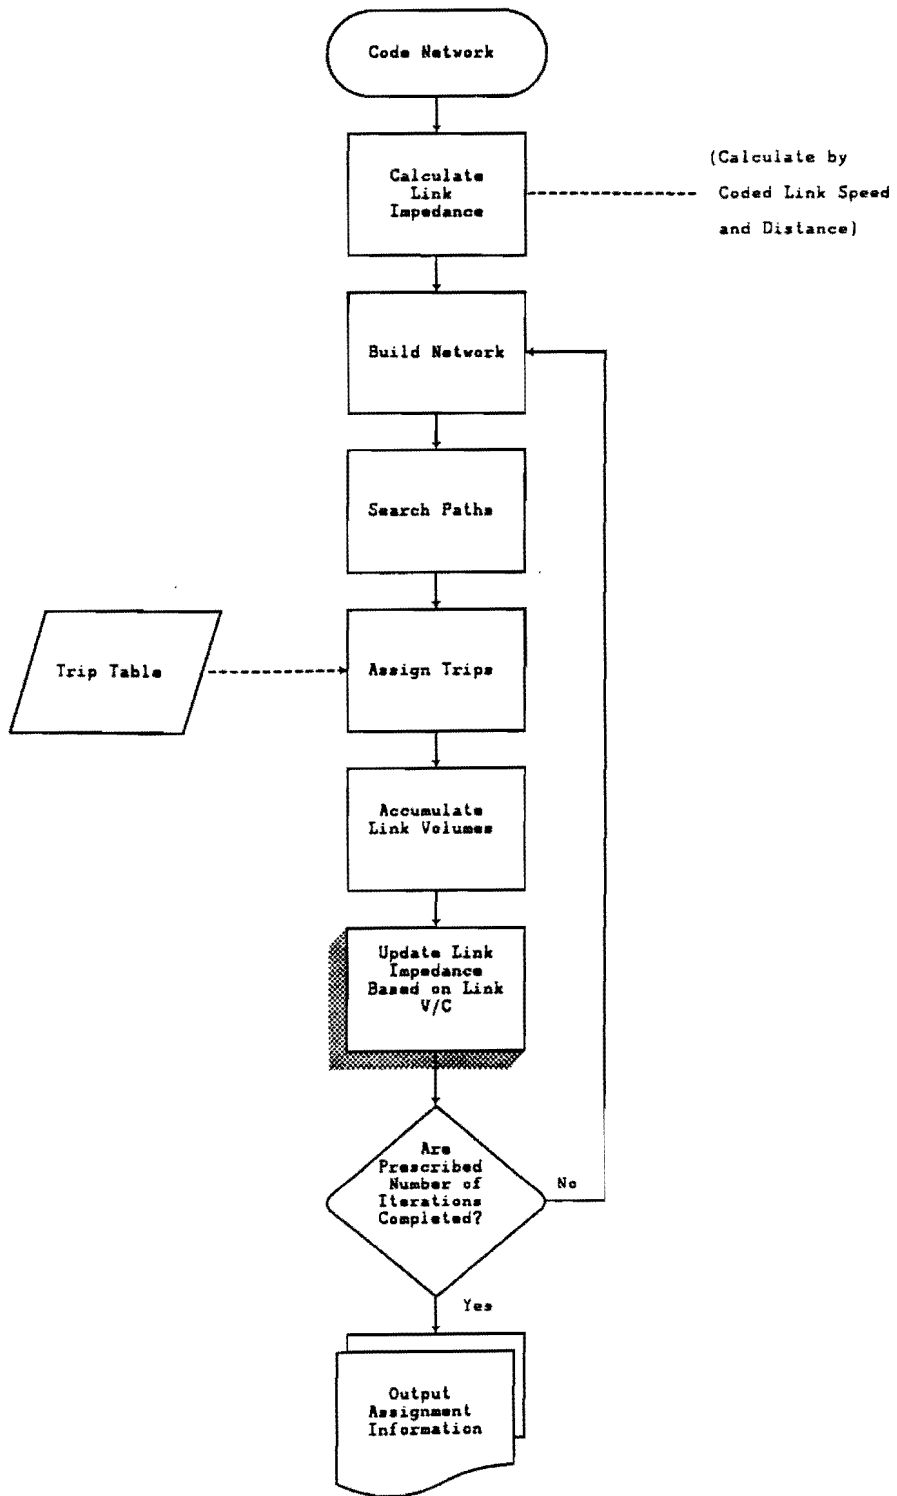 Code Network
Calculate
Link
Impedance
(Calculate by
Coded Link Speed
and Distance)
Build Network
Search Paths
Trip Table
Assign Trips
Accumulate
Link Volumes
Update Link
Impedance
Based on Link
V/C
Are
Prescribed
Number of
Iterations
Completed?
No
Yes
Output
Assignment
Information